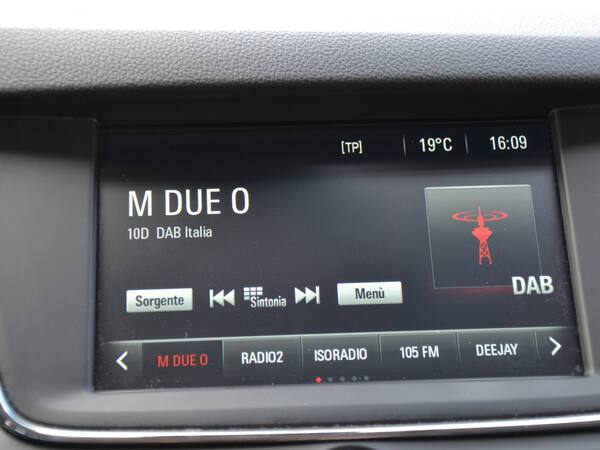 [TP] 19°C 16:09
M DUE O
10D DAB Italia
DAB
Sorgente Sintonia Menù
M DUE O RADIO2 ISORADIO 105 FM DEEJAY